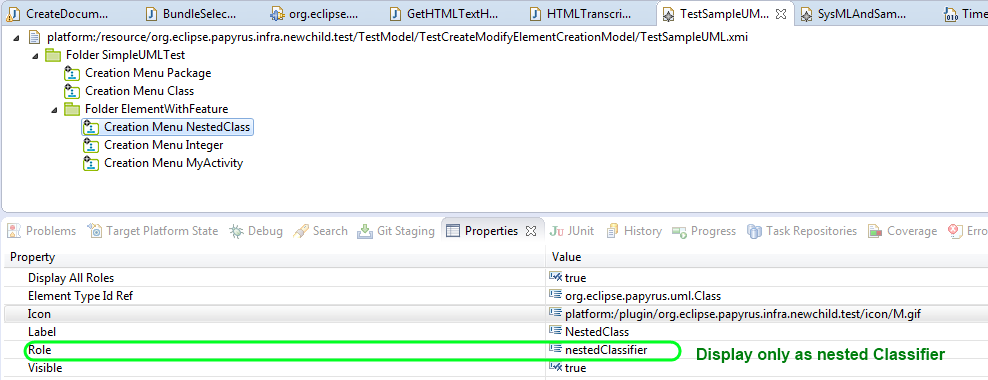 CreateDocum... BundleSelec... org.eclipse.... GetHTMLTextH... HTMLTranscri... TestSampleUM... SysMLAndSam... Time
platform:/resource/org.eclipse.papyrus.infra.newchild.test/TestModel/TestCreateModifyElementCreationModel/TestSampleUML.xmi
Folder SimpleUMLTest
Creation Menu Package
Creation Menu Class
Folder ElementWithFeature
Creation Menu NestedClass
Creation Menu Integer
Creation Menu MyActivity
Problems Target Platform State Debug Search Git Staging Properties JUnit History Progress Task Repositories Coverage Erro
Property Value
Display All Roles true
Element Type Id Ref org.eclipse.papyrus.uml.Class
Icon platform:/plugin/org.eclipse.papyrus.infra.newchild.test/icon/M.gif
Label NestedClass
Role nestedClassifier Display only as nested Classifier
Visible true